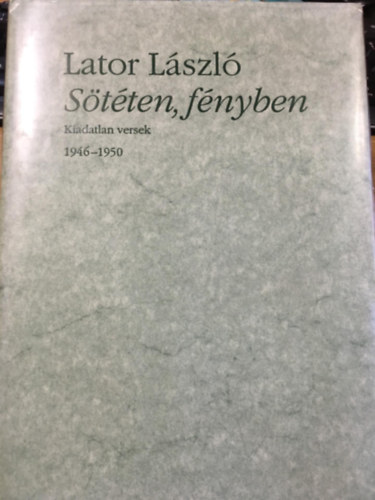 Lator László
Sötéten, fényben
Kiadatlan versek
1946–1950